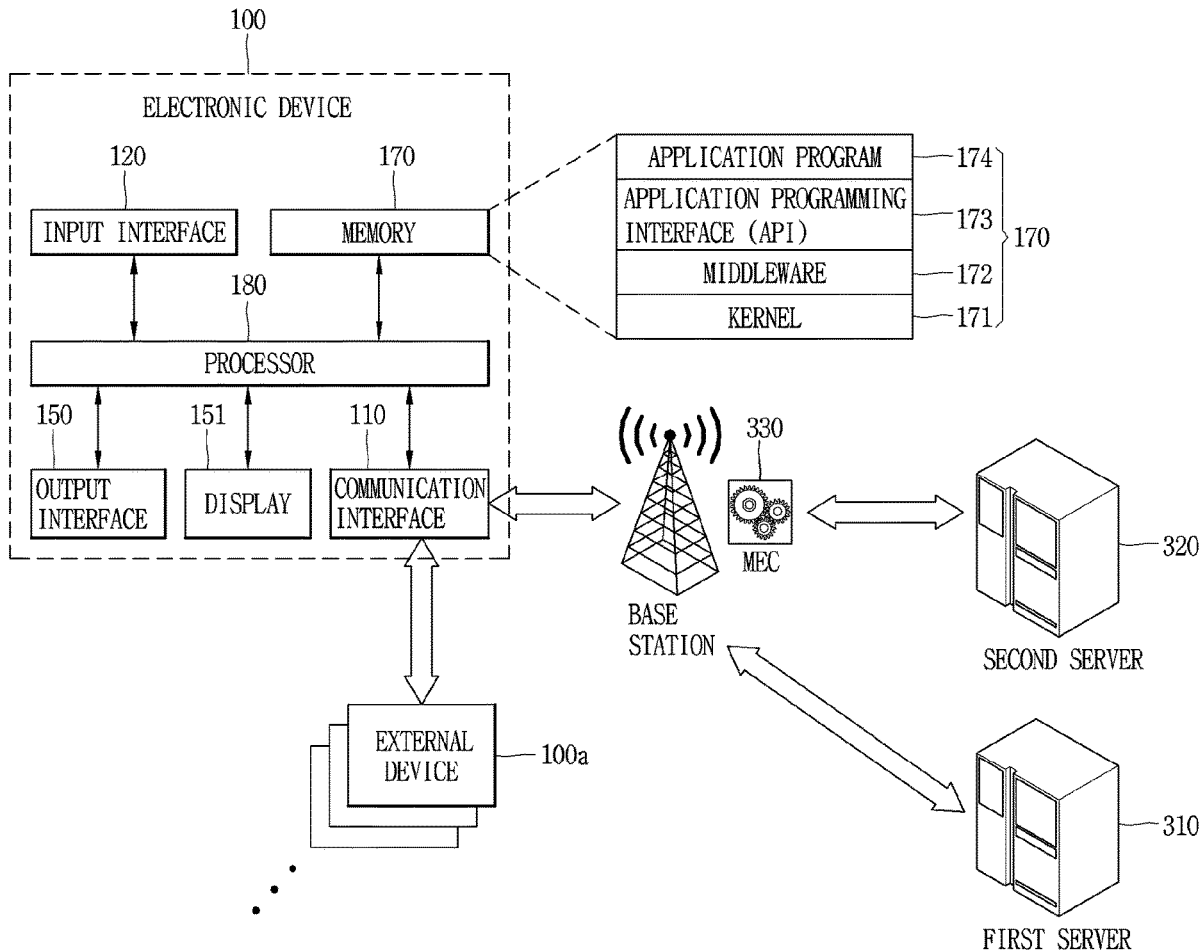 100
ELECTRONIC DEVICE
120
170
INPUT INTERFACE
MEMORY
180
PROCESSOR
150
151
110
OUTPUT
INTERFACE
DISPLAY
COMMUNICATION
INTERFACE
APPLICATION PROGRAM
174
APPLICATION PROGRAMMING
INTERFACE (API)
173
MIDDLEWARE
172
KERNEL
171
170
330
MEC
BASE
STATION
320
SECOND SERVER
EXTERNAL
DEVICE
100a
310
FIRST SERVER